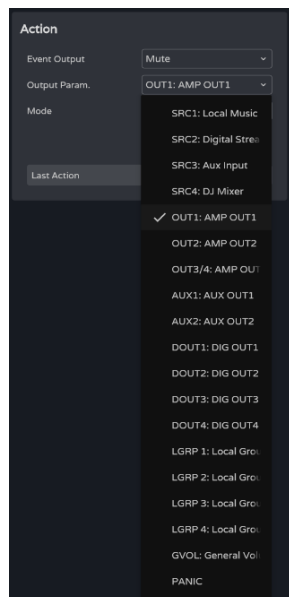 Action
Event Output Mute
Output Param. OUT1: AMP OUT1
Mode
SRC1: Local Music
SRC2: Digital Strea
SRC3: Aux Input
Last Action
SRC4: DJ Mixer
OUT1: AMP OUT1
OUT2: AMP OUT2
OUT3/4: AMP OUT
AUX1: AUX OUT1
AUX2: AUX OUT2
DOUT1: DIG OUT1
DOUT2: DIG OUT2
DOUT3: DIG OUT3
DOUT4: DIG OUT4
LGRP 1: Local Grou
LGRP 2: Local Grou
LGRP 3: Local Grou
LGRP 4: Local Grou
GVOL: General Vol
PANIC